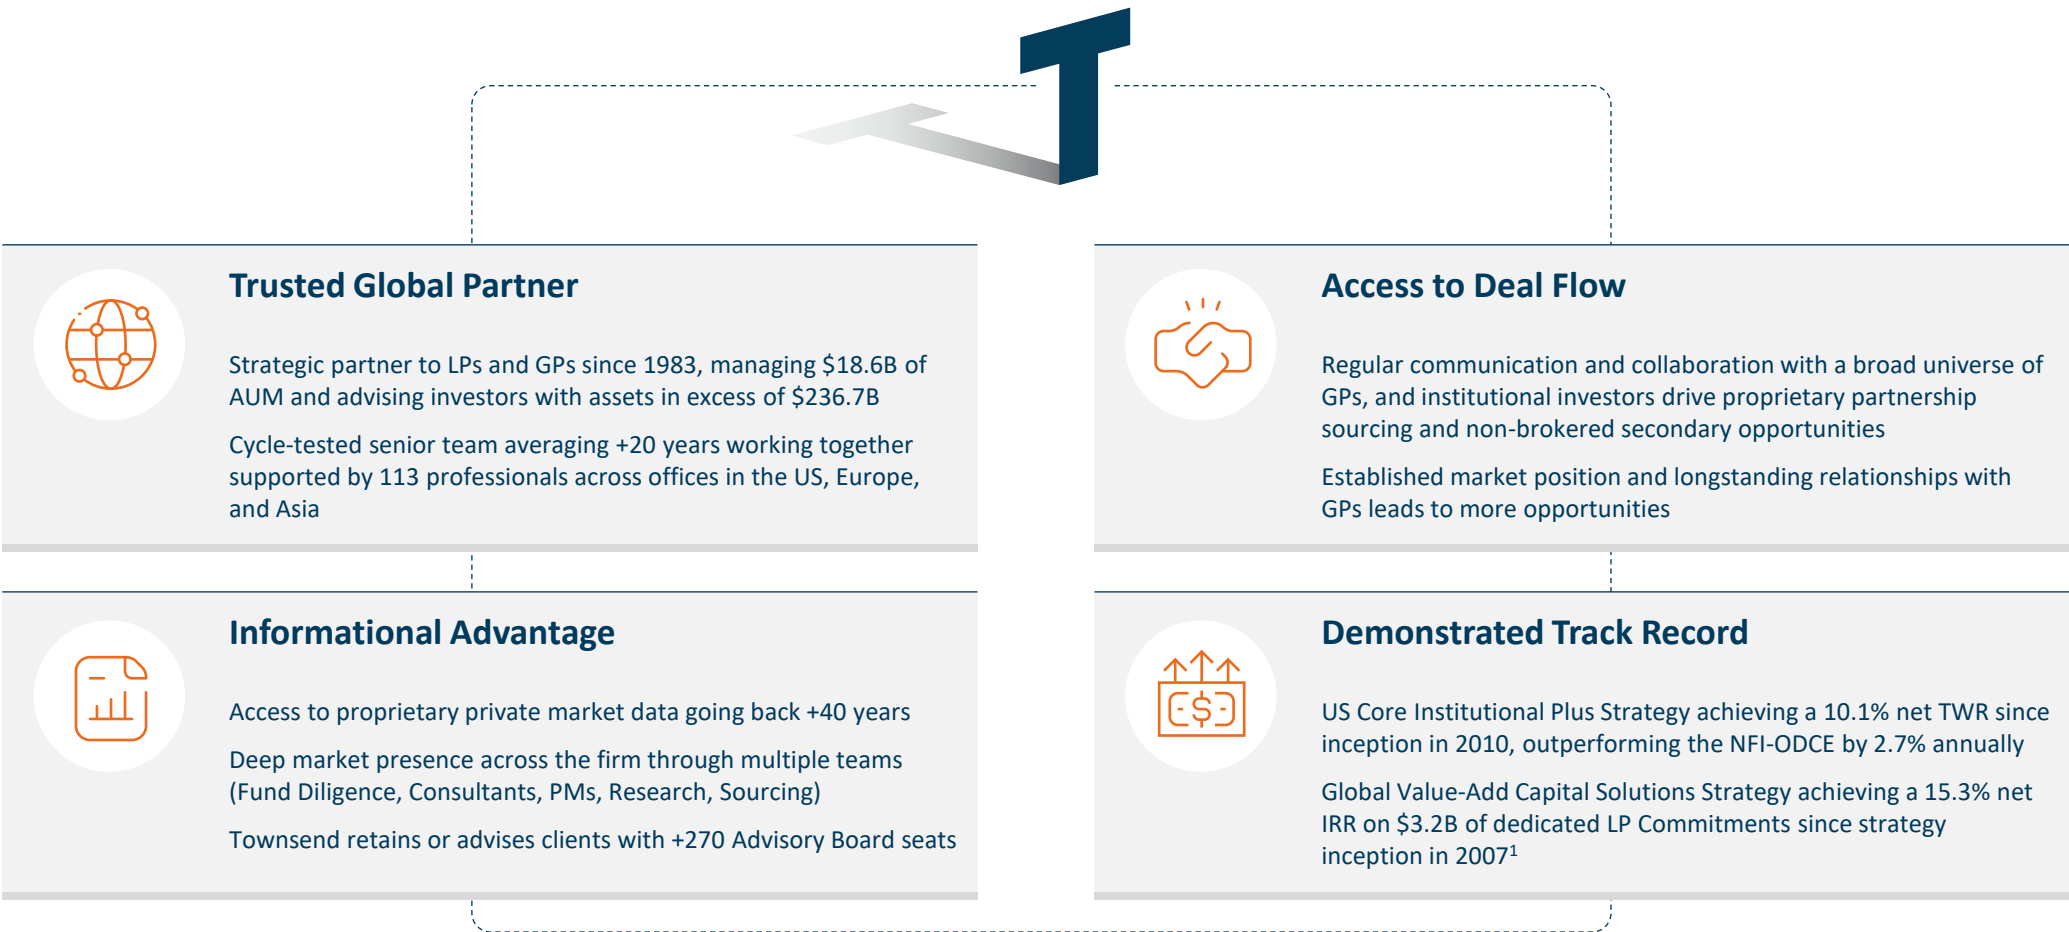 T
Trusted Global Partner
Strategic partner to LPs and GPs since 1983, managing $18.6B of
AUM and advising investors with assets in excess of $236.7B
Cycle-tested senior team averaging +20 years working together
supported by 113 professionals across offices in the US, Europe,
and Asia
Access to Deal Flow
Regular communication and collaboration with a broad universe of
GPs, and institutional investors drive proprietary partnership
sourcing and non-brokered secondary opportunities
Established market position and longstanding relationships with
GPs leads to more opportunities
Informational Advantage
Access to proprietary private market data going back +40 years
Deep market presence across the firm through multiple teams
(Fund Diligence, Consultants, PMs, Research, Sourcing)
Townsend retains or advises clients with +270 Advisory Board seats
Demonstrated Track Record
US Core Institutional Plus Strategy achieving a 10.1% net TWR since
inception in 2010, outperforming the NFI-ODCE by 2.7% annually
Global Value-Add Capital Solutions Strategy achieving a 15.3% net
IRR on $3.2B of dedicated LP Commitments since strategy
inception in 2007¹